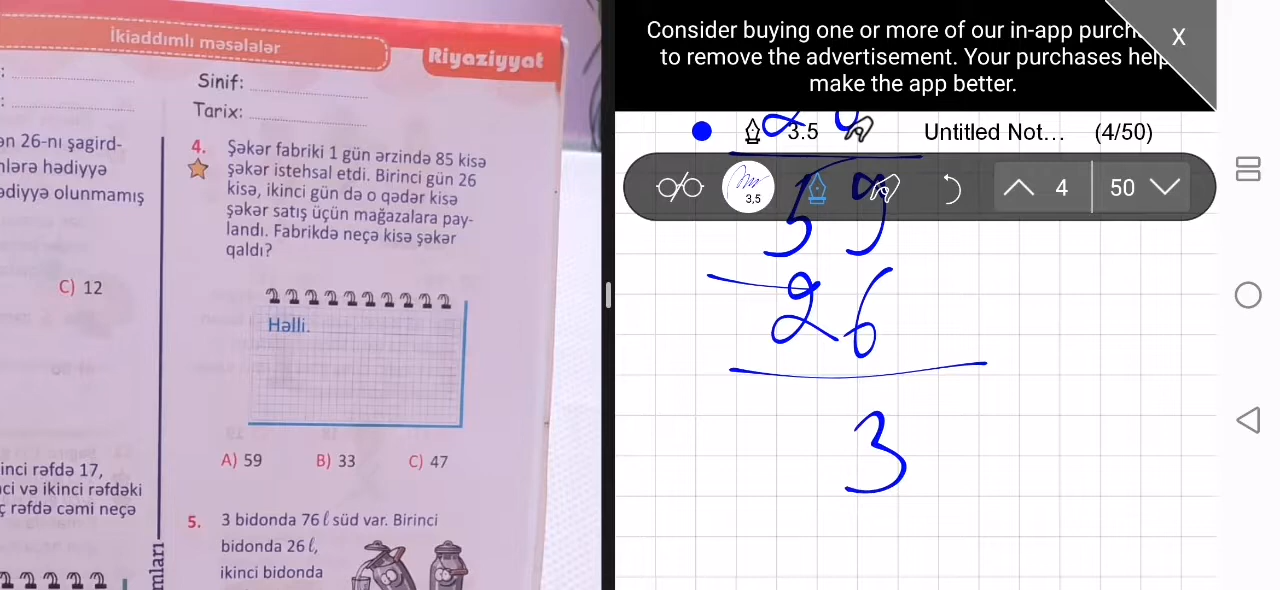 İkiaddımlı məsələlər
Riyaziyyat
Sinif:
Tarix:
ən 26-nı şagird-
nlərə hədiyyə
ədiyyə olunmamış
C) 12
inci rəfdə 17,
ci və ikinci rəfdəki
ç rəfdə cəmi neçə
mları
4. Şəkər fabriki 1 gün ərzində 85 kisə
şəkər istehsal etdi. Birinci gün 26
kisə, ikinci gün də o qədər kisə
şəkər satış üçün mağazalara pay-
landı. Fabrikdə neçə kisə şəkər
qaldı?
Həlli.
A) 59 B) 33 C) 47
5. 3 bidonda 76 ℓ süd var. Birinci
bidonda 26 ℓ,
ikinci bidonda
Consider buying one or more of our in-app purch
to remove the advertisement. Your purchases help
make the app better.
X
3.5 Untitled Not... (4/50)
3,5 4 50
59
- 26
3